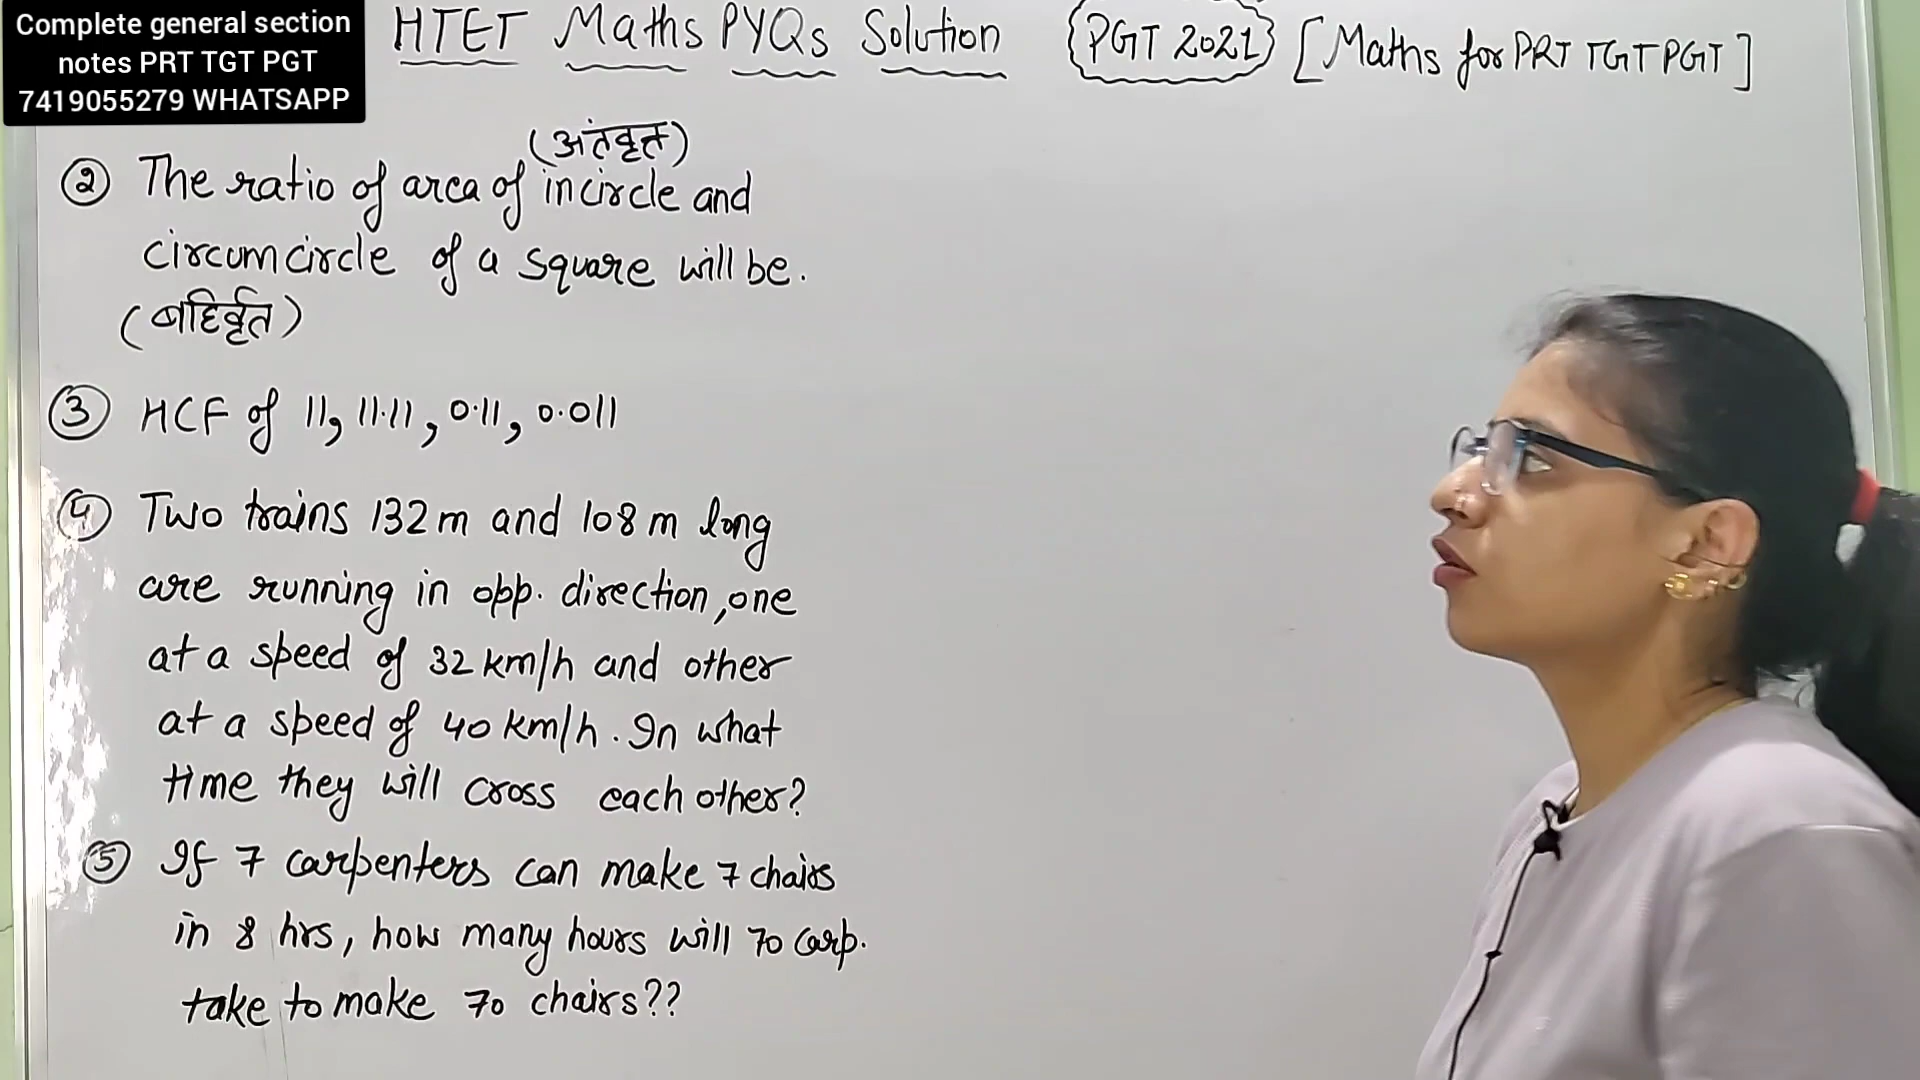 Complete general section
notes PRT TGT PGT
7419055279 WHATSAPP
HTET Maths PYQs Solution (PGT 2021) [Maths for PRT TGT PGT]
(अंतवृत)
② The ratio of area of incircle and
circumcircle of a square will be.
(बहिर्वृत)
③ HCF of 11, 11.11, 0.11, 0.011
④ Two trains 132 m and 108 m long
are running in opp. direction, one
at a speed of 32 km/h and other
at a speed of 40 km/h. In what
time they will cross each other?
⑤ If 7 carpenters can make 7 chairs
in 8 hrs, how many hours will 70 carp.
take to make 70 chairs??